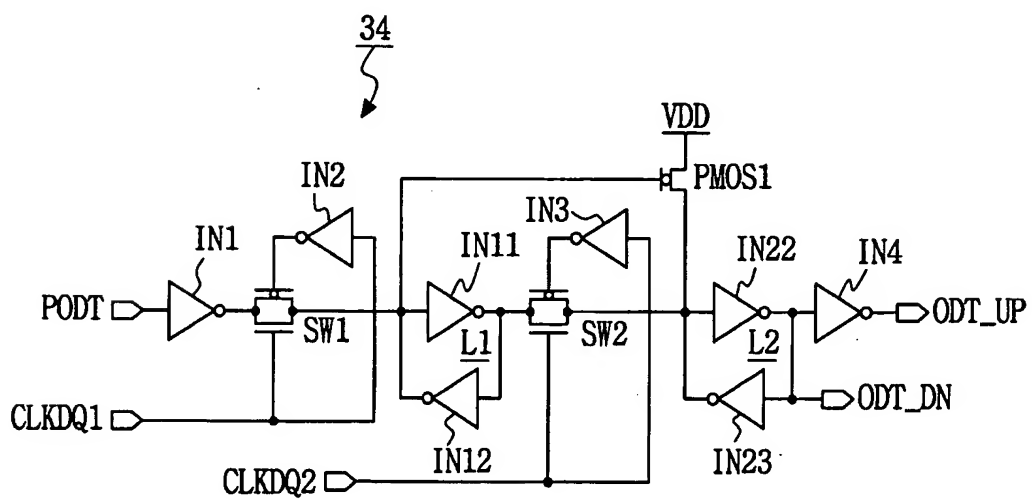 34
VDD
PMOS1
IN2
IN3
IN1
IN11
IN22
IN4
PODT
SW1
L1
SW2
L2
ODT_UP
ODT_DN
CLKDQ1
IN12
IN23
CLKDQ2